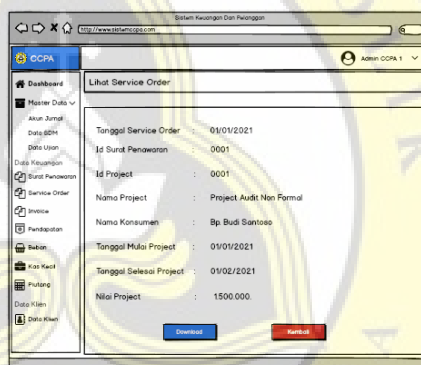 Sistem Keuangan Dan Pelanggan
http://www.sistemccpa.com
CCPA
Admin CCPA 1
Dashboard
Lihat Service Order
Master Data
Akun Jurnal
Data SDM
Data Ujian
Data Keuangan
Surat Penawaran
Service Order
Invoice
Pendapatan
Beban
Kas Kecil
Piutang
Data Klien
Data Klien
Tanggal Service Order : 01/01/2021
Id Surat Penawaran : 0001
Id Project : 0001
Nama Project : Project Audit Non Formal
Nama Konsumen : Bp. Budi Santoso
Tanggal Mulai Project : 01/01/2021
Tanggal Selesai Project : 01/02/2021
Nilai Project : 1.500.000.
Download
Kembali